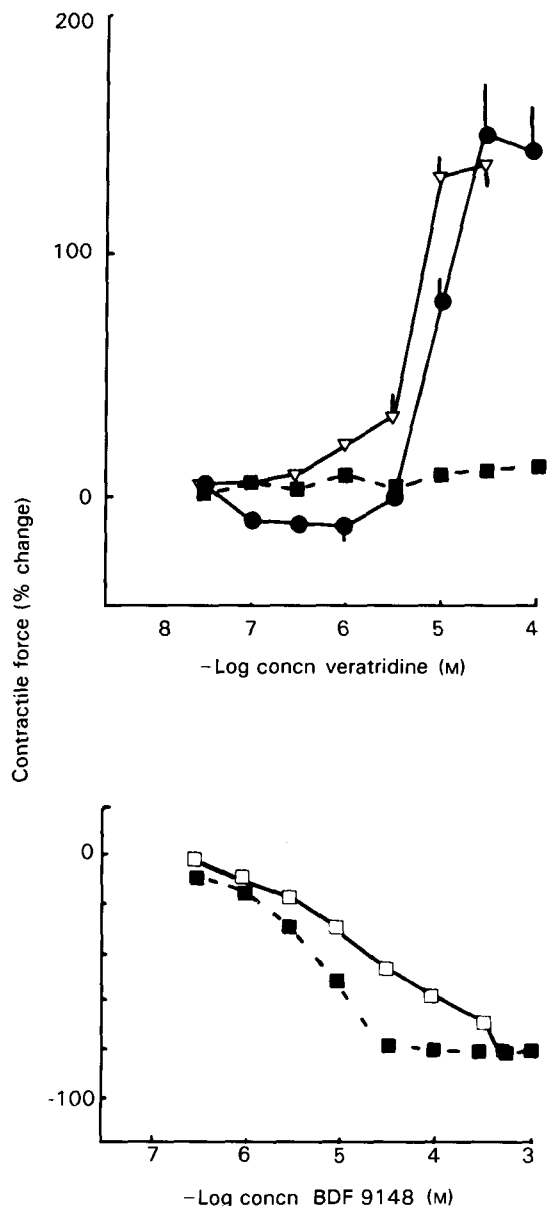 200
100
0
8 7 6 5 4
−Log concn veratridine (M)
Contractile force (% change)
0
-100
7 6 5 4 3
−Log concn BDF 9148 (M)